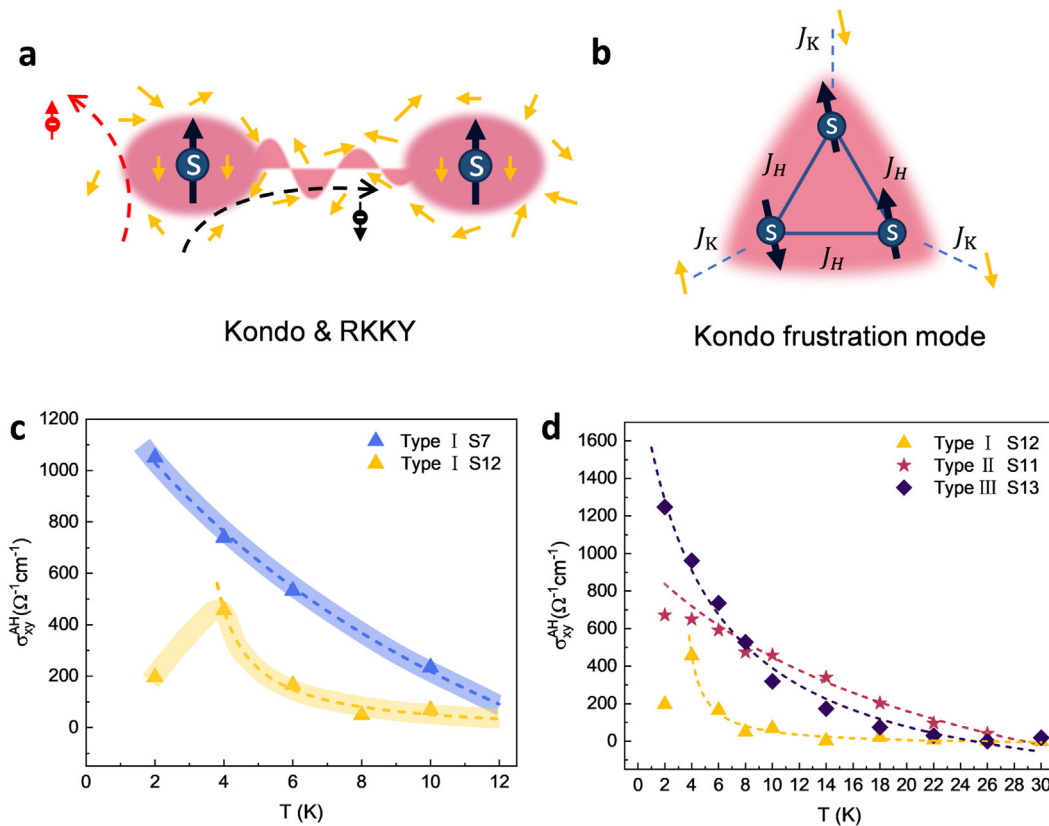 a
S
S
Kondo & RKKY
b
J_K
S
J_H
J_H
S
S
J_K
J_H
J_K
Kondo frustration mode
c
1200
1000
800
600
400
200
0
σ_xy^AH(Ω⁻¹cm⁻¹)
Type Ⅰ S7
Type Ⅰ S12
0 2 4 6 8 10 12
T (K)
d
1600
1400
1200
1000
800
600
400
200
0
σ_xy^AH(Ω⁻¹cm⁻¹)
Type Ⅰ S12
Type Ⅱ S11
Type Ⅲ S13
0 2 4 6 8 10 12 14 16 18 20 22 24 26 28 30
T (K)